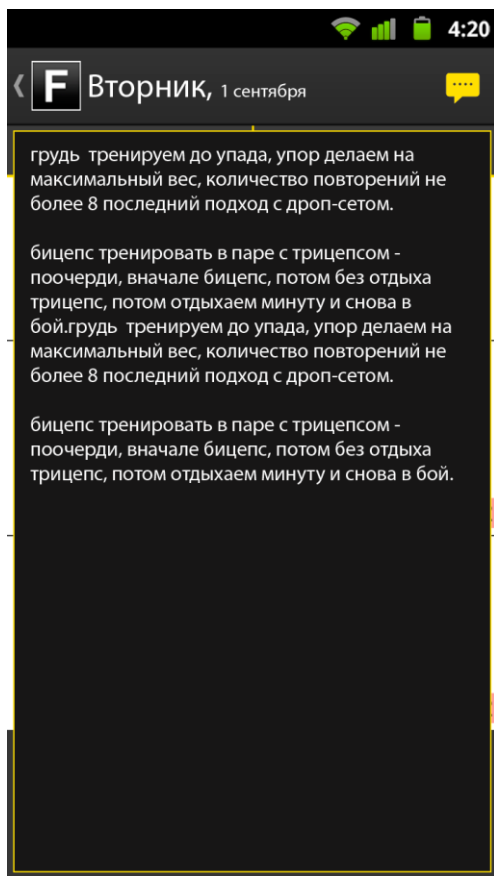 4:20
F Вторник, 1 сентября
грудь  тренируем до упада, упор делаем на
максимальный вес, количество повторений не
более 8 последний подход с дроп-сетом.
бицепс тренировать в паре с трицепсом -
поочерди, вначале бицепс, потом без отдыха
трицепс, потом отдыхаем минуту и снова в
бой.грудь  тренируем до упада, упор делаем на
максимальный вес, количество повторений не
более 8 последний подход с дроп-сетом.
бицепс тренировать в паре с трицепсом -
поочерди, вначале бицепс, потом без отдыха
трицепс, потом отдыхаем минуту и снова в бой.